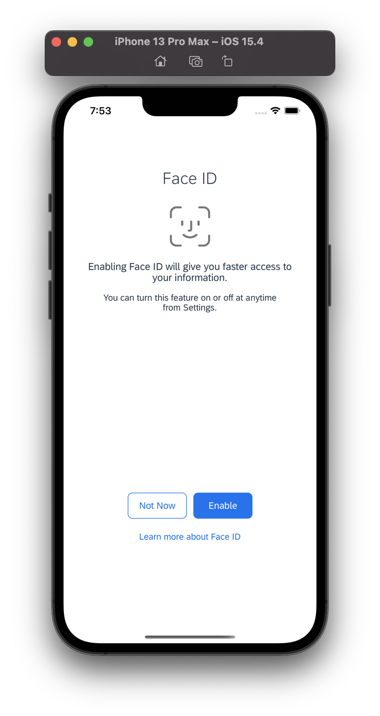 iPhone 13 Pro Max – iOS 15.4
7:53
Face ID
Enabling Face ID will give you faster access to
your information.
You can turn this feature on or off at anytime
from Settings.
Not Now
Enable
Learn more about Face ID